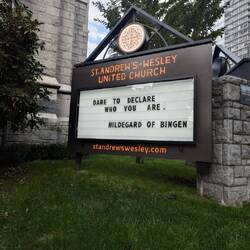 ST. ANDREW'S-WESLEY
UNITED CHURCH
DARE TO DECLARE
WHO YOU ARE.
HILDEGARD OF BINGEN
standrewswesley.com